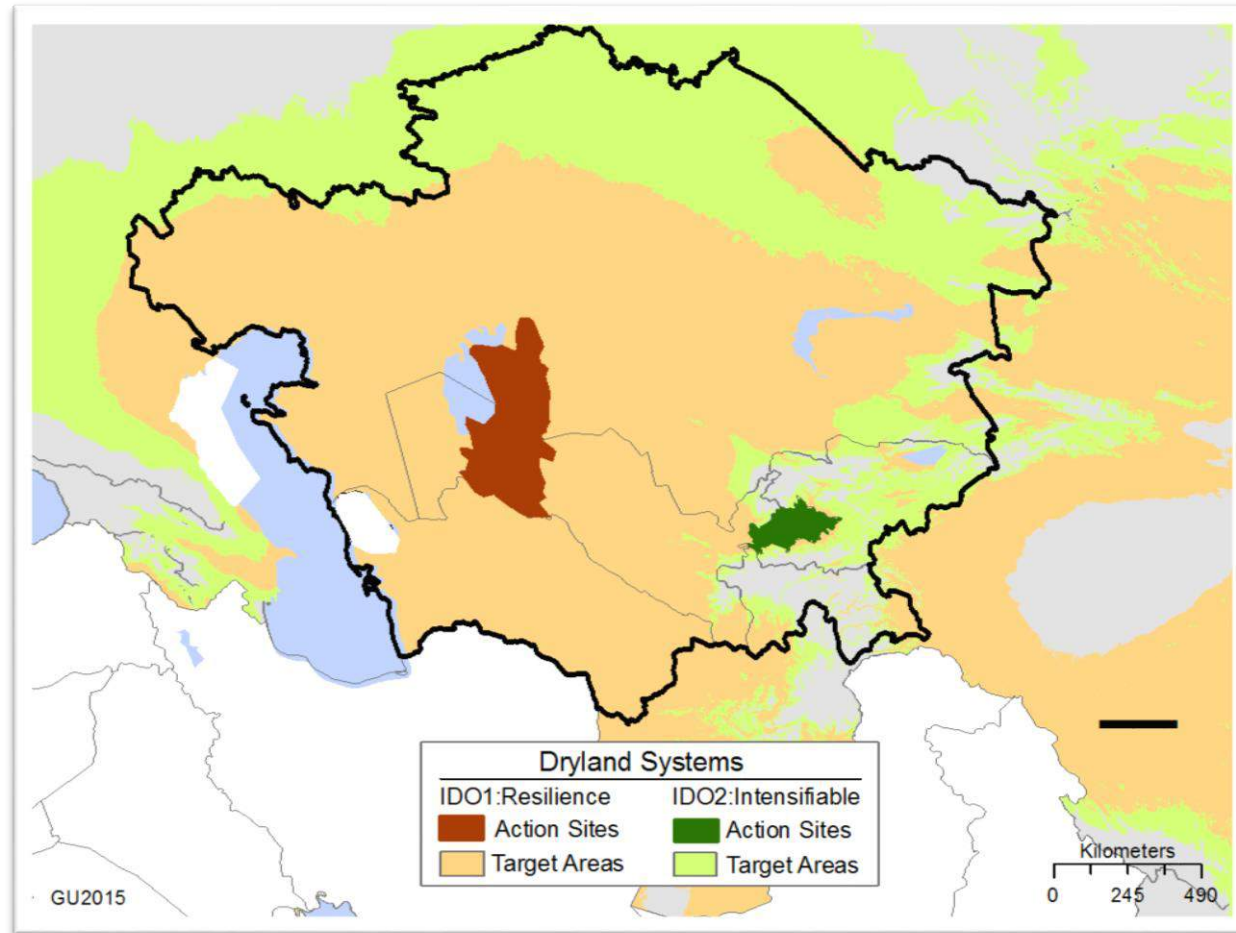 Dryland Systems
IDO1:Resilience IDO2:Intensifiable
Action Sites Action Sites
Target Areas Target Areas
Kilometers
0 245 490
GU2015